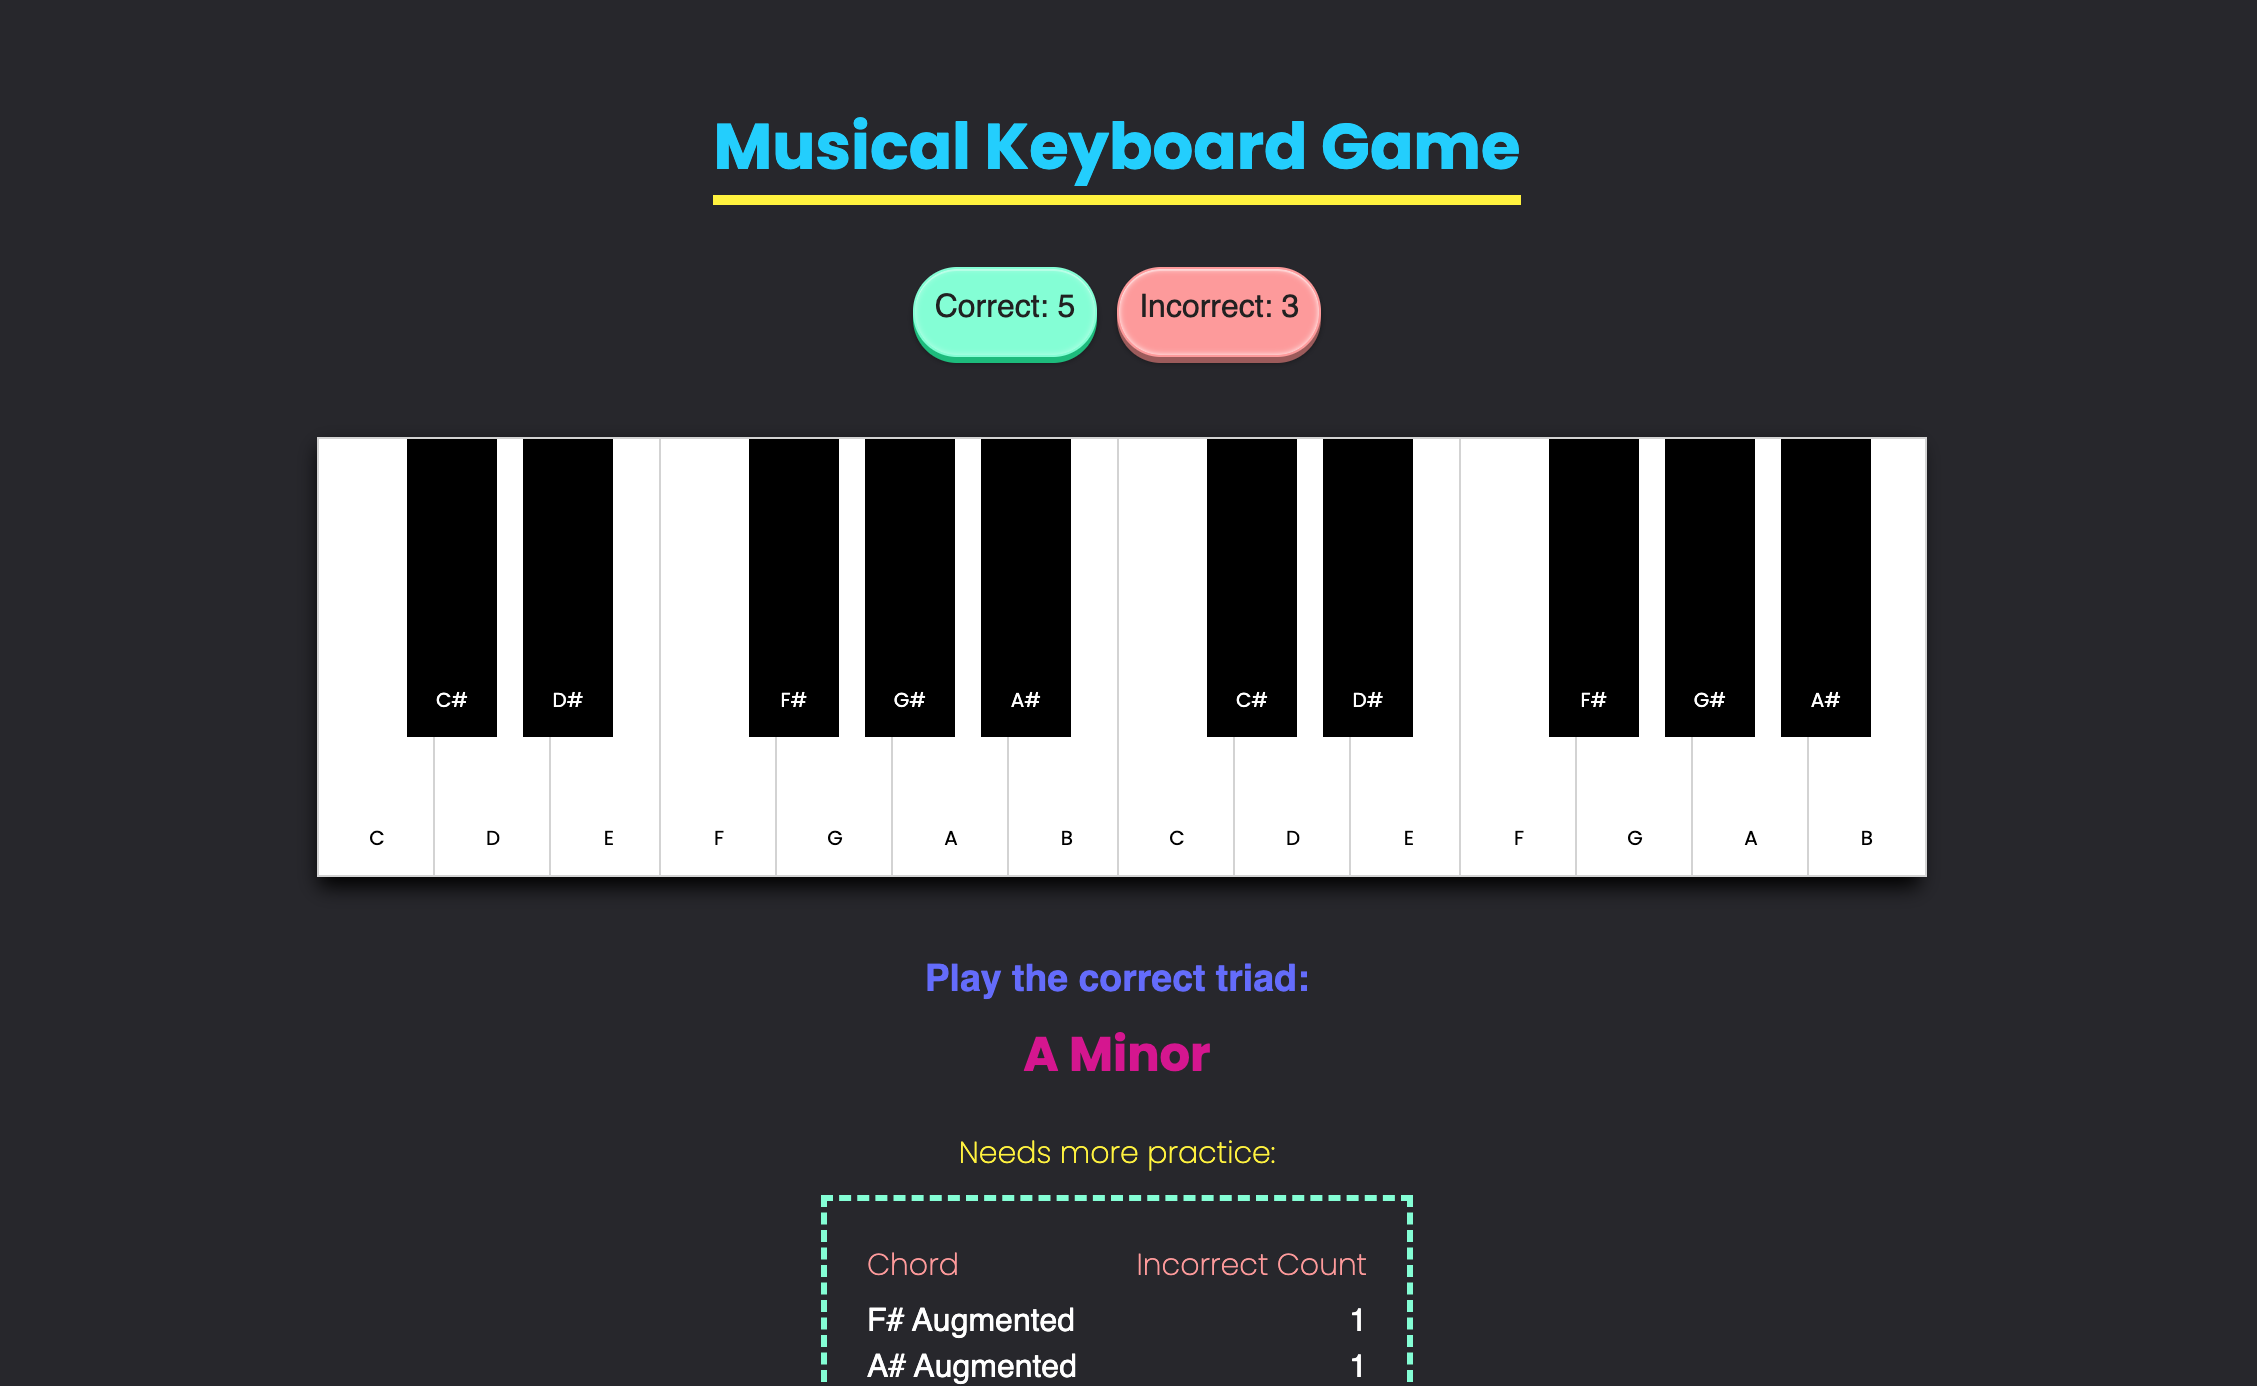 Musical Keyboard Game
Correct: 5 Incorrect: 3
C# D# F# G# A# C# D# F# G# A#
C D E F G A B C D E F G A B
Play the correct triad:
A Minor
Needs more practice:
Chord Incorrect Count
F# Augmented 1
A# Augmented 1